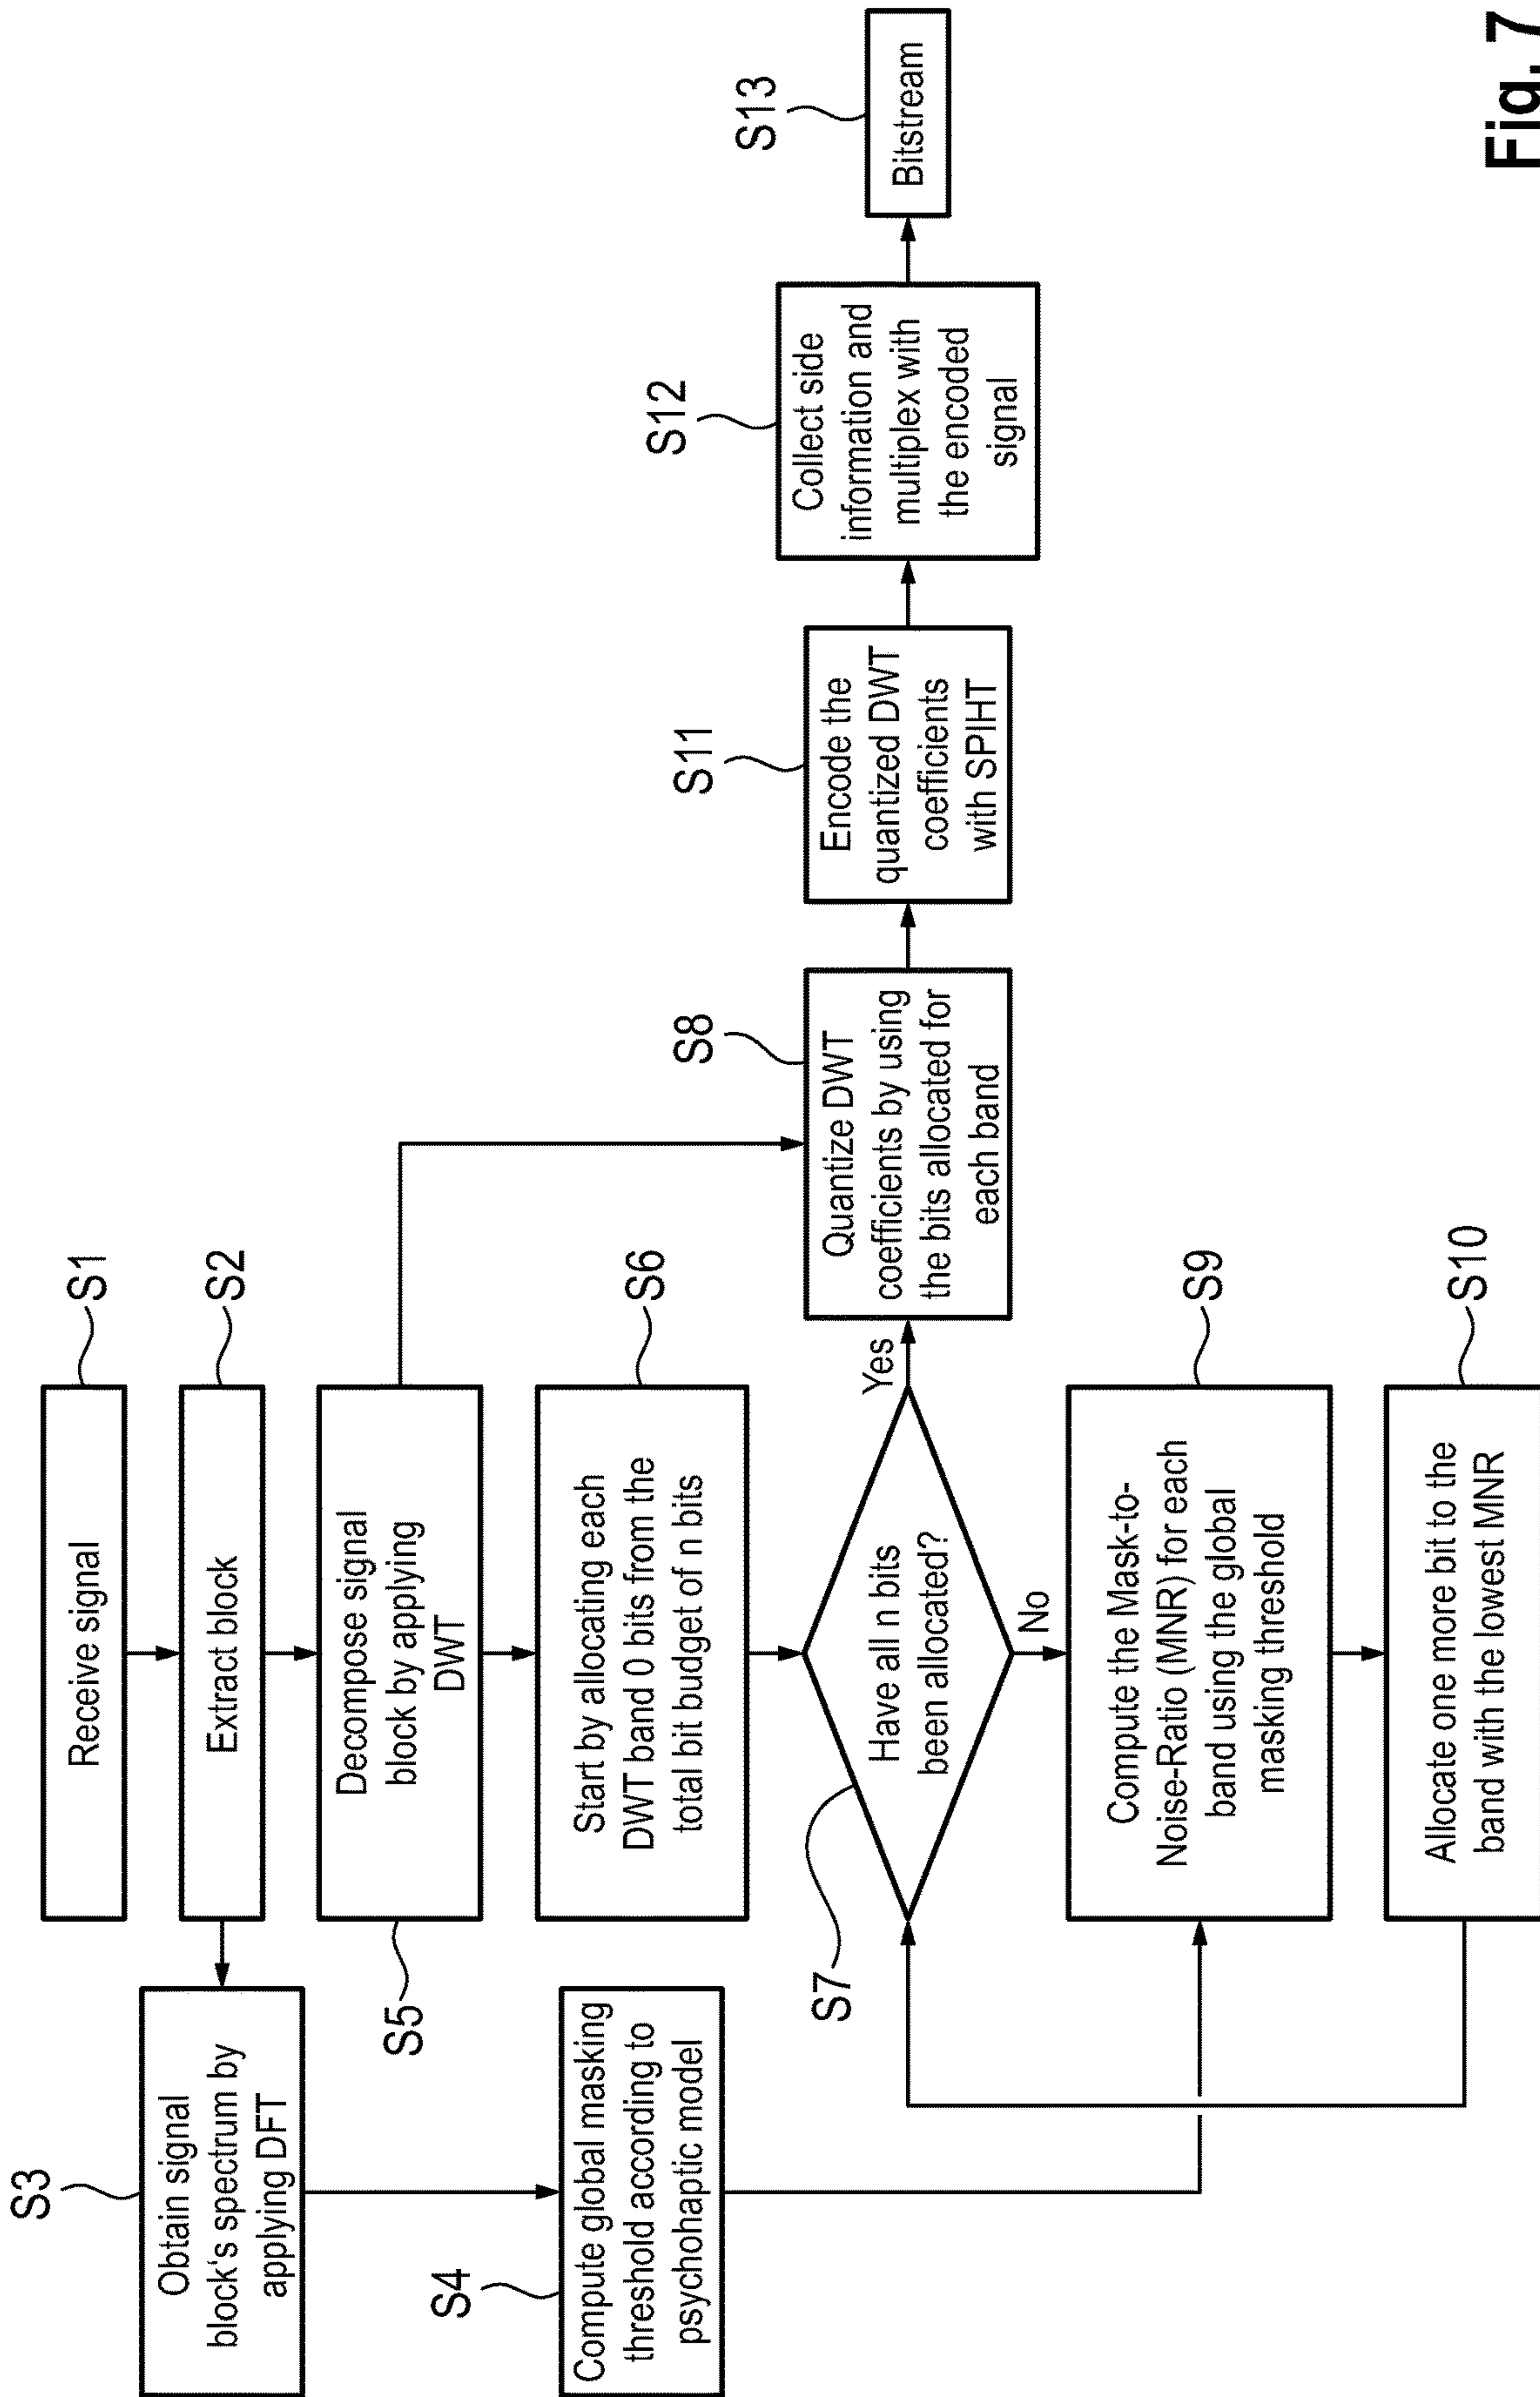 S1
Receive signal
S2
Extract block
S3
Obtain signal
block's spectrum by
applying DFT
S4
Compute global masking
threshold according to
psychohaptic model
S5
Decompose signal
block by applying
DWT
S6
Start by allocating each
DWT band 0 bits from the
total bit budget of n bits
S7
Have all n bits
been allocated?
Yes
No
S8
Quantize DWT
coefficients by using
the bits allocated for
each band
S9
Compute the Mask-to-
Noise-Ratio (MNR) for each
band using the global
masking threshold
S10
Allocate one more bit to the
band with the lowest MNR
S11
Encode the
quantized DWT
coefficients
with SPIHT
S12
Collect side
information and
multiplex with
the encoded
signal
S13
Bitstream
Fig. 7